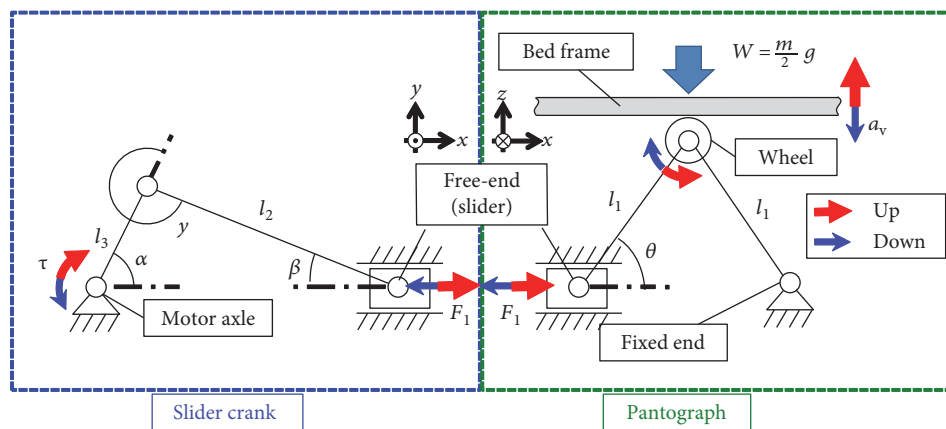 Bed frame
W = m/2 g
z
x
a_v
Wheel
l_1
l_1
θ
F_1
Fixed end
Up
Down
y
x
Free-end
(slider)
l_2
y
l_3
τ
α
β
F_1
Motor axle
Slider crank
Pantograph